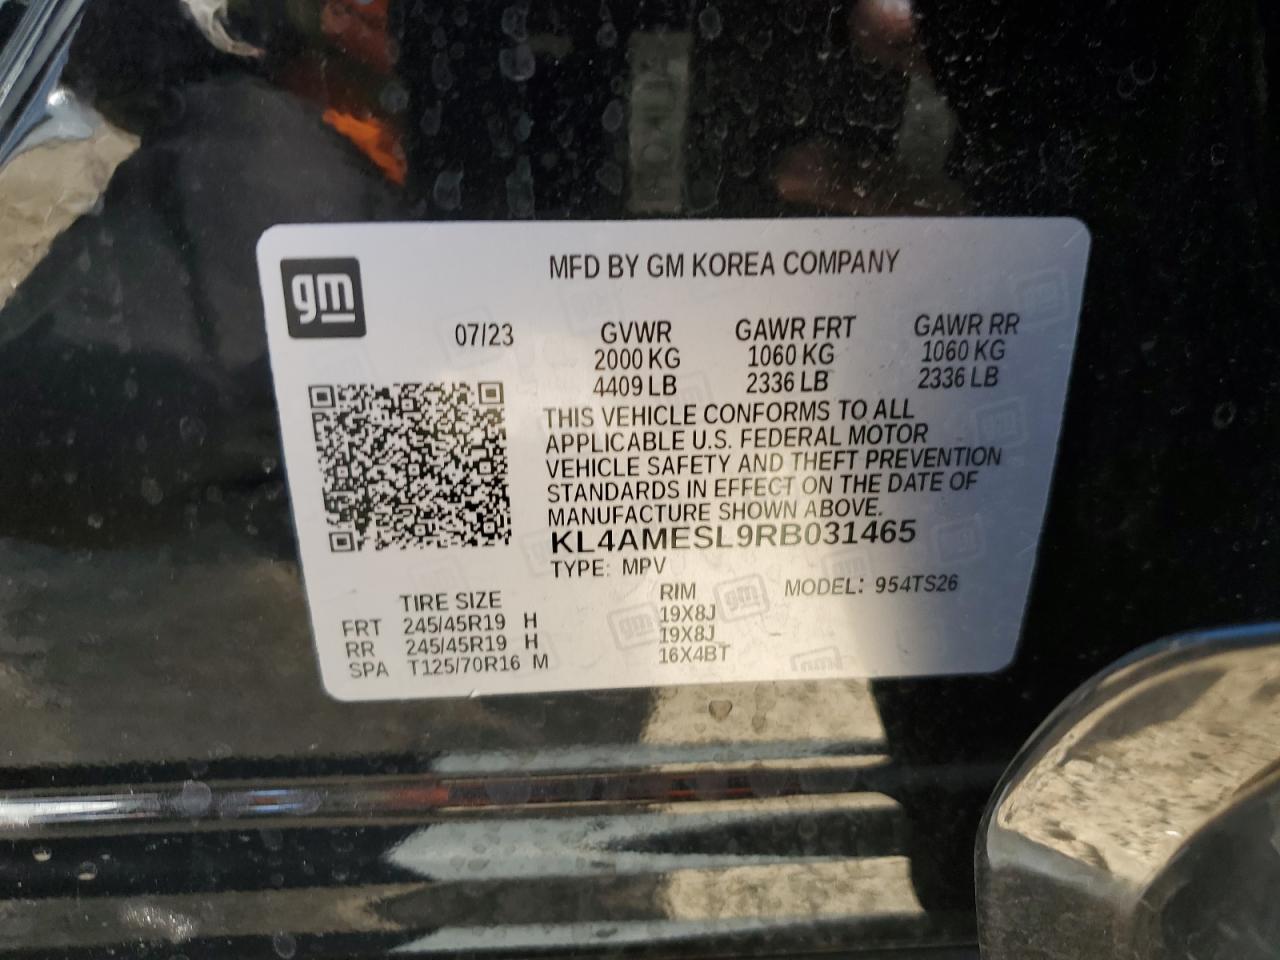 gm
MFD BY GM KOREA COMPANY
07/23 GVWR GAWR FRT GAWR RR
2000 KG 1060 KG 1060 KG
4409 LB 2336 LB 2336 LB
THIS VEHICLE CONFORMS TO ALL
APPLICABLE U.S. FEDERAL MOTOR
VEHICLE SAFETY AND THEFT PREVENTION
STANDARDS IN EFFECT ON THE DATE OF
MANUFACTURE SHOWN ABOVE.
KL4AMESL9RB031465
TYPE: MPV
TIRE SIZE RIM MODEL: 954TS26
FRT 245/45R19 H 19X8J
RR 245/45R19 H 19X8J
SPA T125/70R16 M 16X4BT